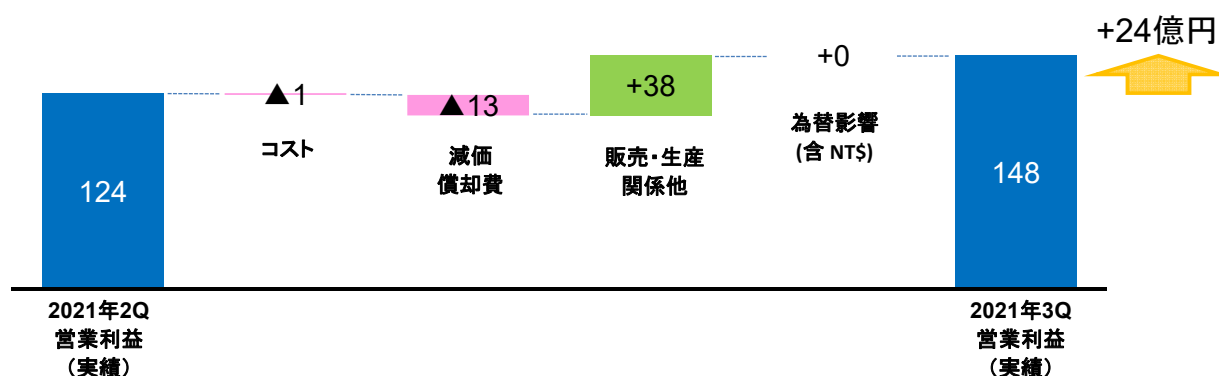 +24億円
+0
▲1
▲13
+38
コスト
減価
償却費
販売・生産
関係他
為替影響
(含 NT$)
124
148
2021年2Q
営業利益
(実績)
2021年3Q
営業利益
(実績)